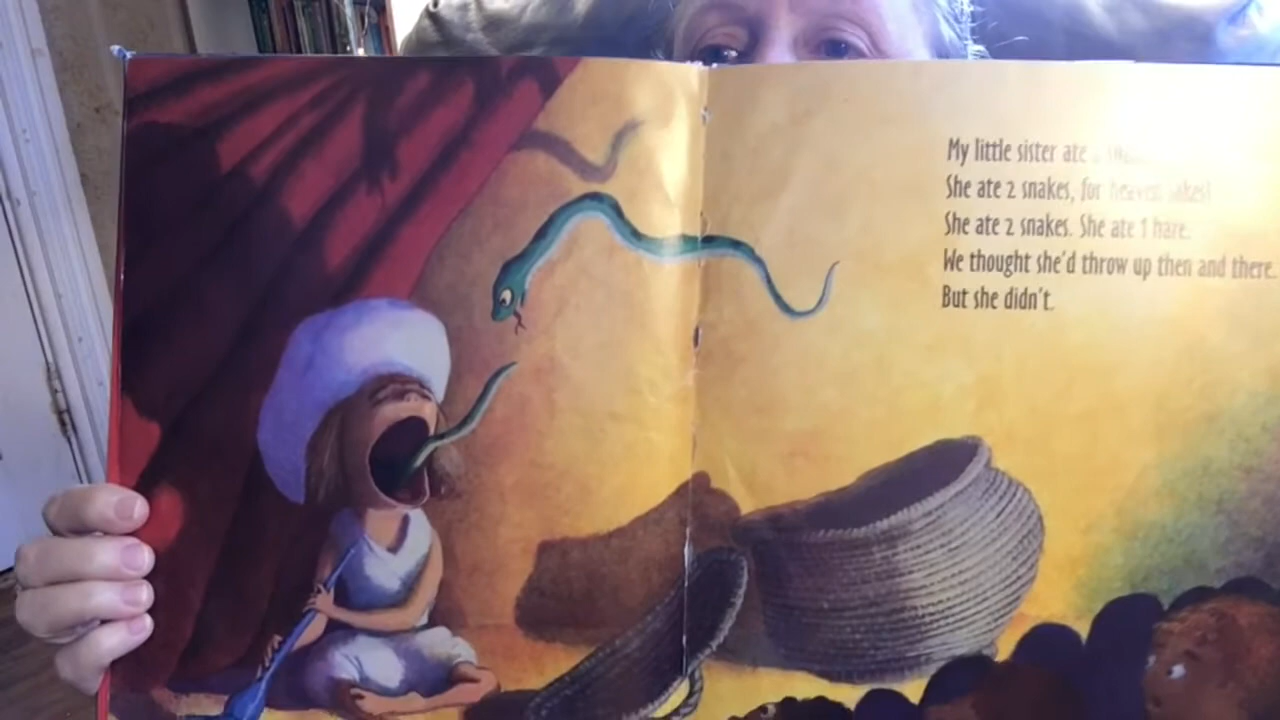 My little sister ate
She ate 2 snakes, for heaven sakes!
She ate 2 snakes. She ate 1 hare.
We thought she'd throw up then and there.
But she didn't.